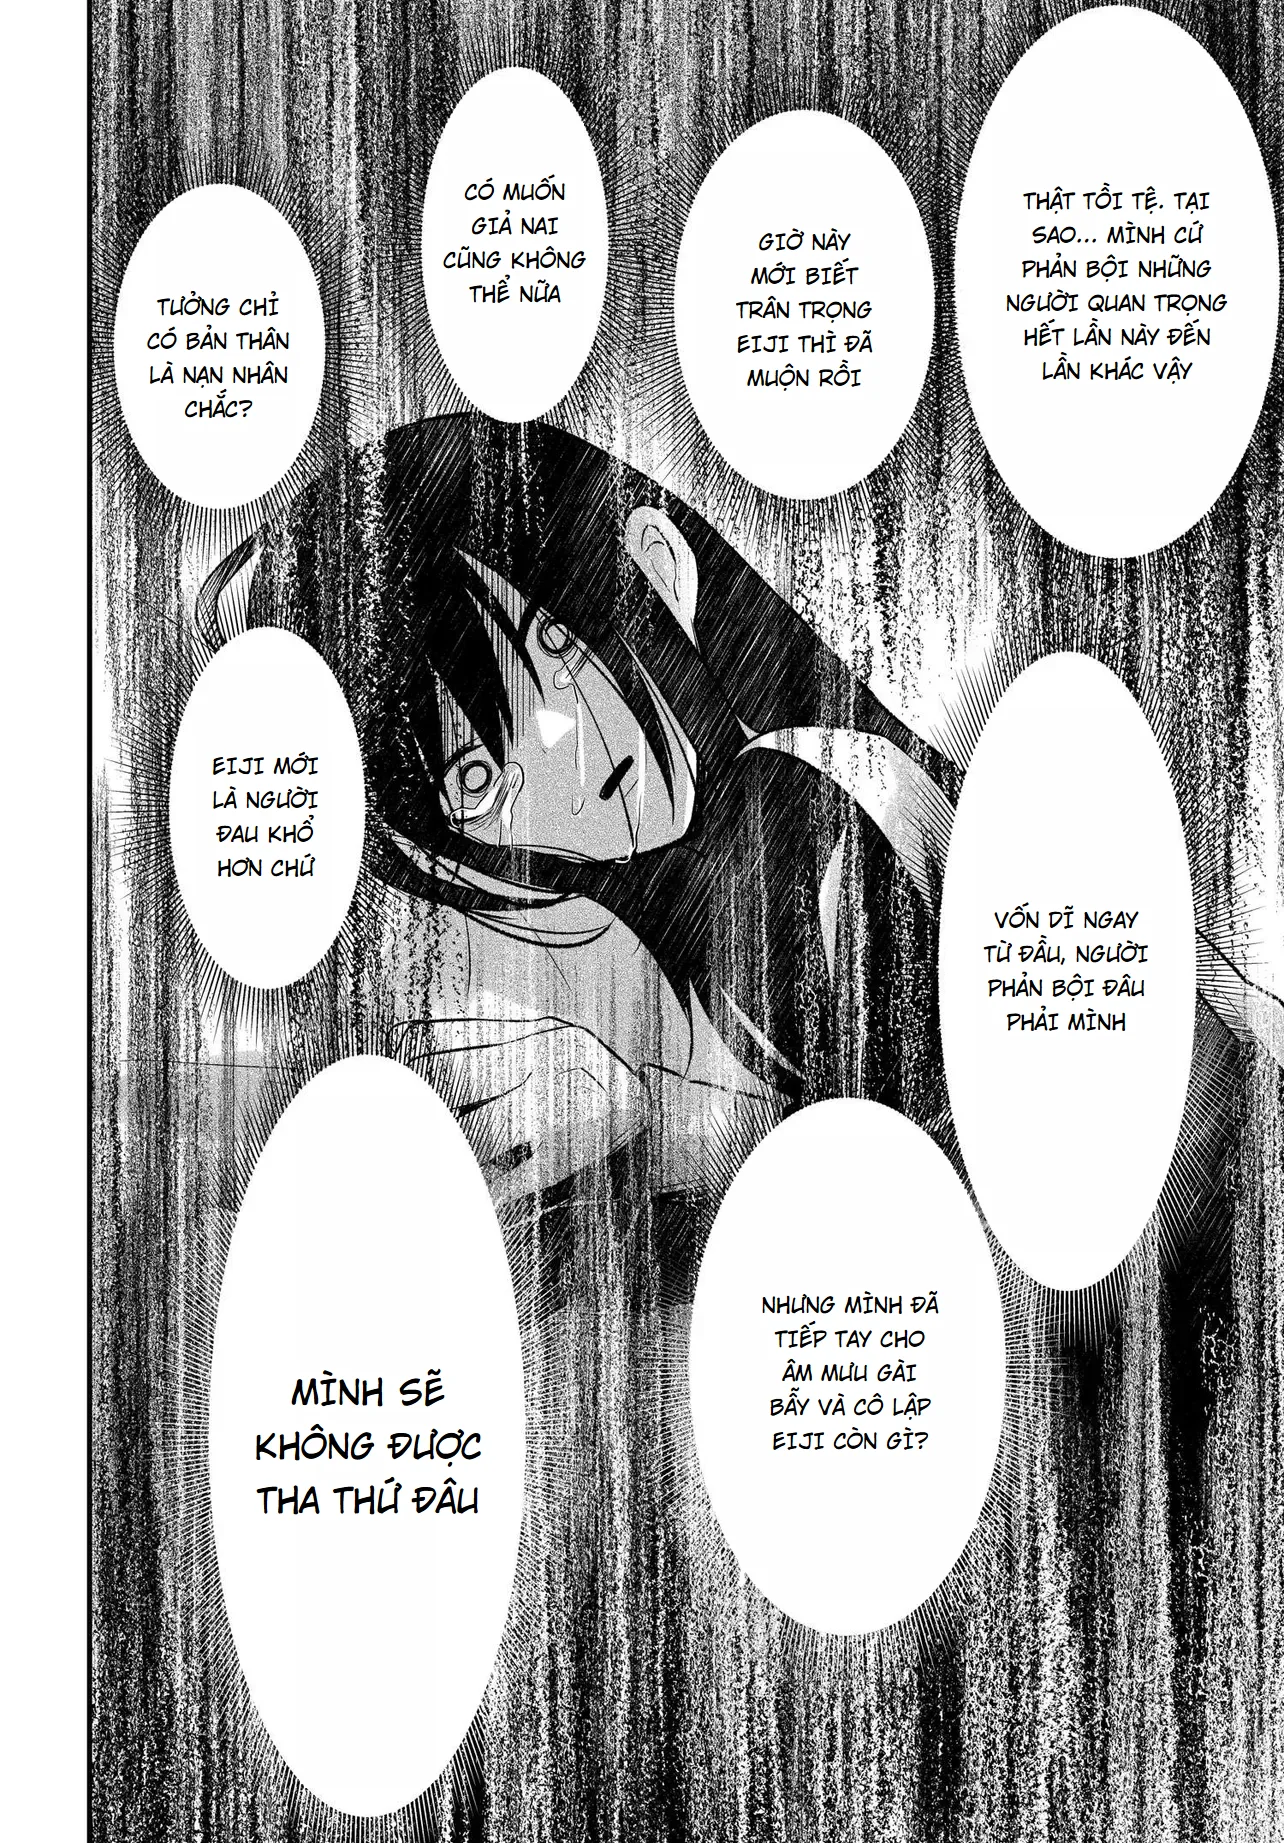 THẬT TỒI TỆ. TẠI
SAO... MÌNH CỨ
PHẢN BỘI NHỮNG
NGƯỜI QUAN TRỌNG
HẾT LẦN NÀY ĐẾN
LẦN KHÁC VẬY
GIỜ NÀY
MỚI BIẾT
TRÂN TRỌNG
EIJI THÌ ĐÃ
MUỘN RỒI
CÓ MUỐN
GIẢ NAI
CŨNG KHÔNG
THỂ NỮA
TƯỞNG CHỈ
CÓ BẢN THÂN
LÀ NẠN NHÂN
CHẮC?
EIJI MỚI
LÀ NGƯỜI
ĐAU KHỔ
HƠN CHỨ
VỐN DĨ NGAY
TỪ ĐẦU, NGƯỜI
PHẢN BỘI ĐÂU
PHẢI MÌNH
NHƯNG MÌNH ĐÃ
TIẾP TAY CHO
ÂM MƯU GÀI
BẪY VÀ CÔ LẬP
EIJI CÒN GÌ?
MÌNH SẼ
KHÔNG ĐƯỢC
THA THỨ ĐÂU